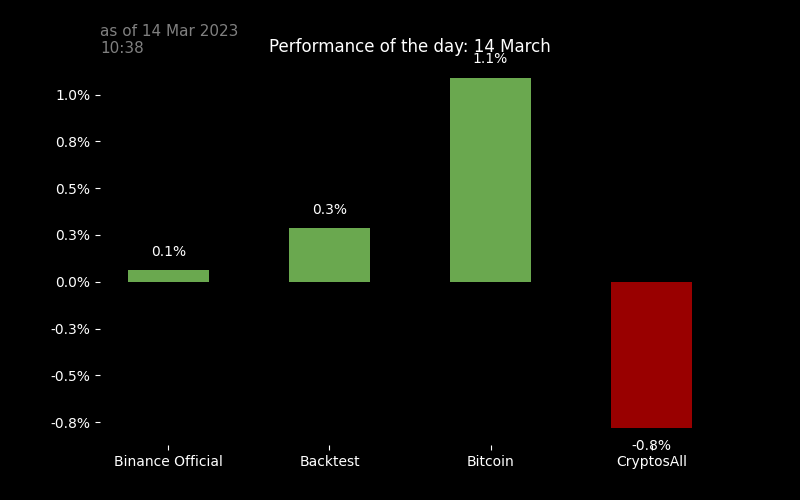 as of 14 Mar 2023
10:38
Performance of the day: 14 March
1.1%
1.0%
0.8%
0.5%
0.3%
0.3%
0.1%
0.0%
-0.3%
-0.5%
-0.8%
-0.8%
Binance Official
Backtest
Bitcoin
CryptosAll